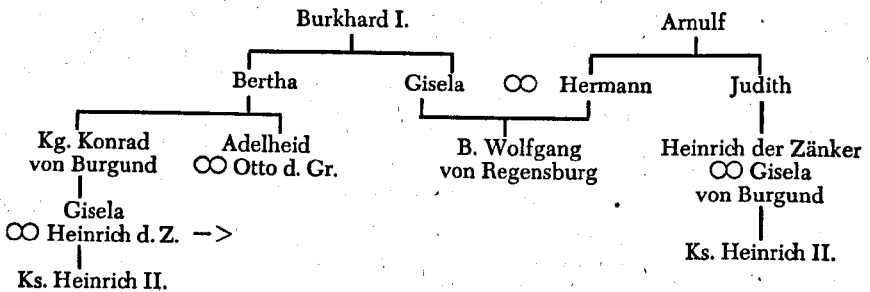 Burkhard I. Arnulf
Bertha Gisela ∞ Hermann Judith
Kg. Konrad Adelheid B. Wolfgang Heinrich der Zänker
von Burgund ∞ Otto d. Gr. von Regensburg ∞ Gisela
von Burgund
Gisela
∞ Heinrich d. Z. –>
Ks. Heinrich II.
Ks. Heinrich II.